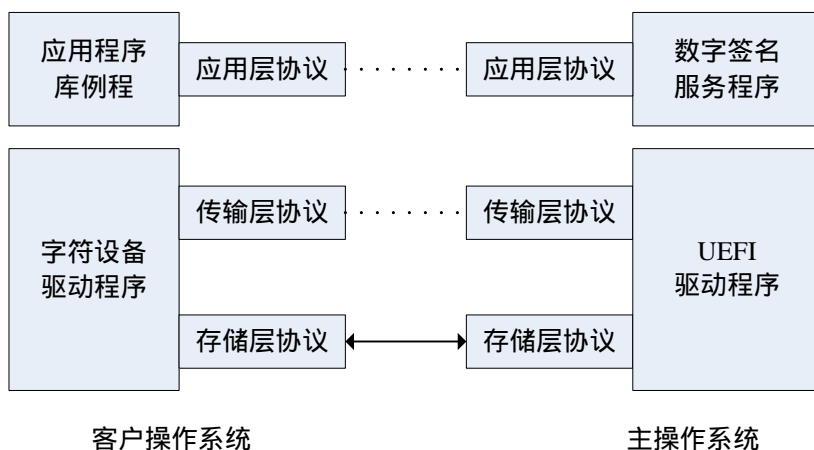 应用程序
库例程
应用层协议
应用层协议
数字签名
服务程序
字符设备
驱动程序
传输层协议
传输层协议
存储层协议
存储层协议
UEFI
驱动程序
客户操作系统
主操作系统